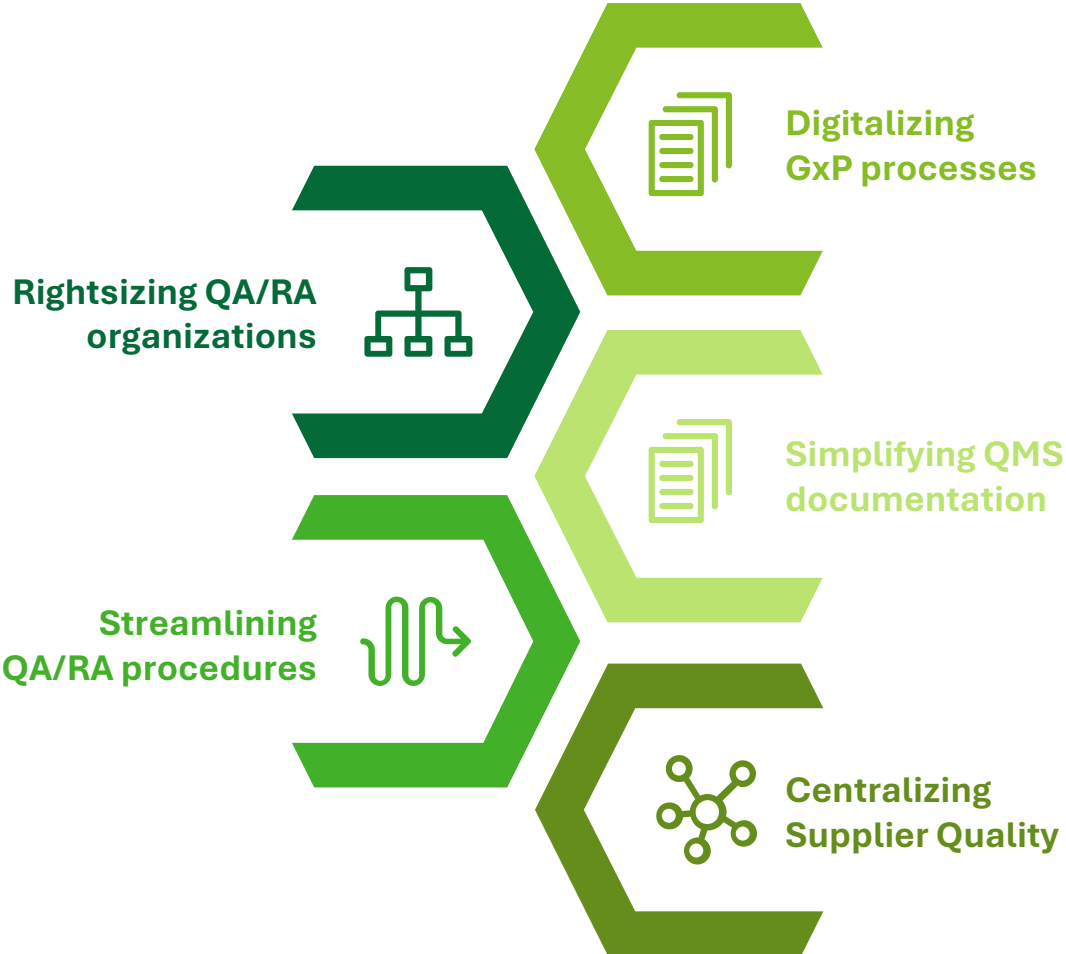 Digitalizing
GxP processes
Rightsizing QA/RA
organizations
Simplifying QMS
documentation
Streamlining
QA/RA procedures
Centralizing
Supplier Quality